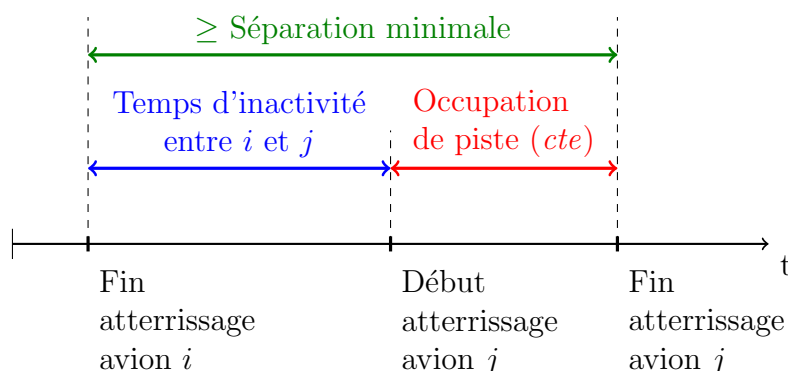 ≥ Séparation minimale
Temps d'inactivité
entre i et j
Occupation
de piste (cte)
t
Fin
atterrissage
avion i
Début
atterrissage
avion j
Fin
atterrissage
avion j